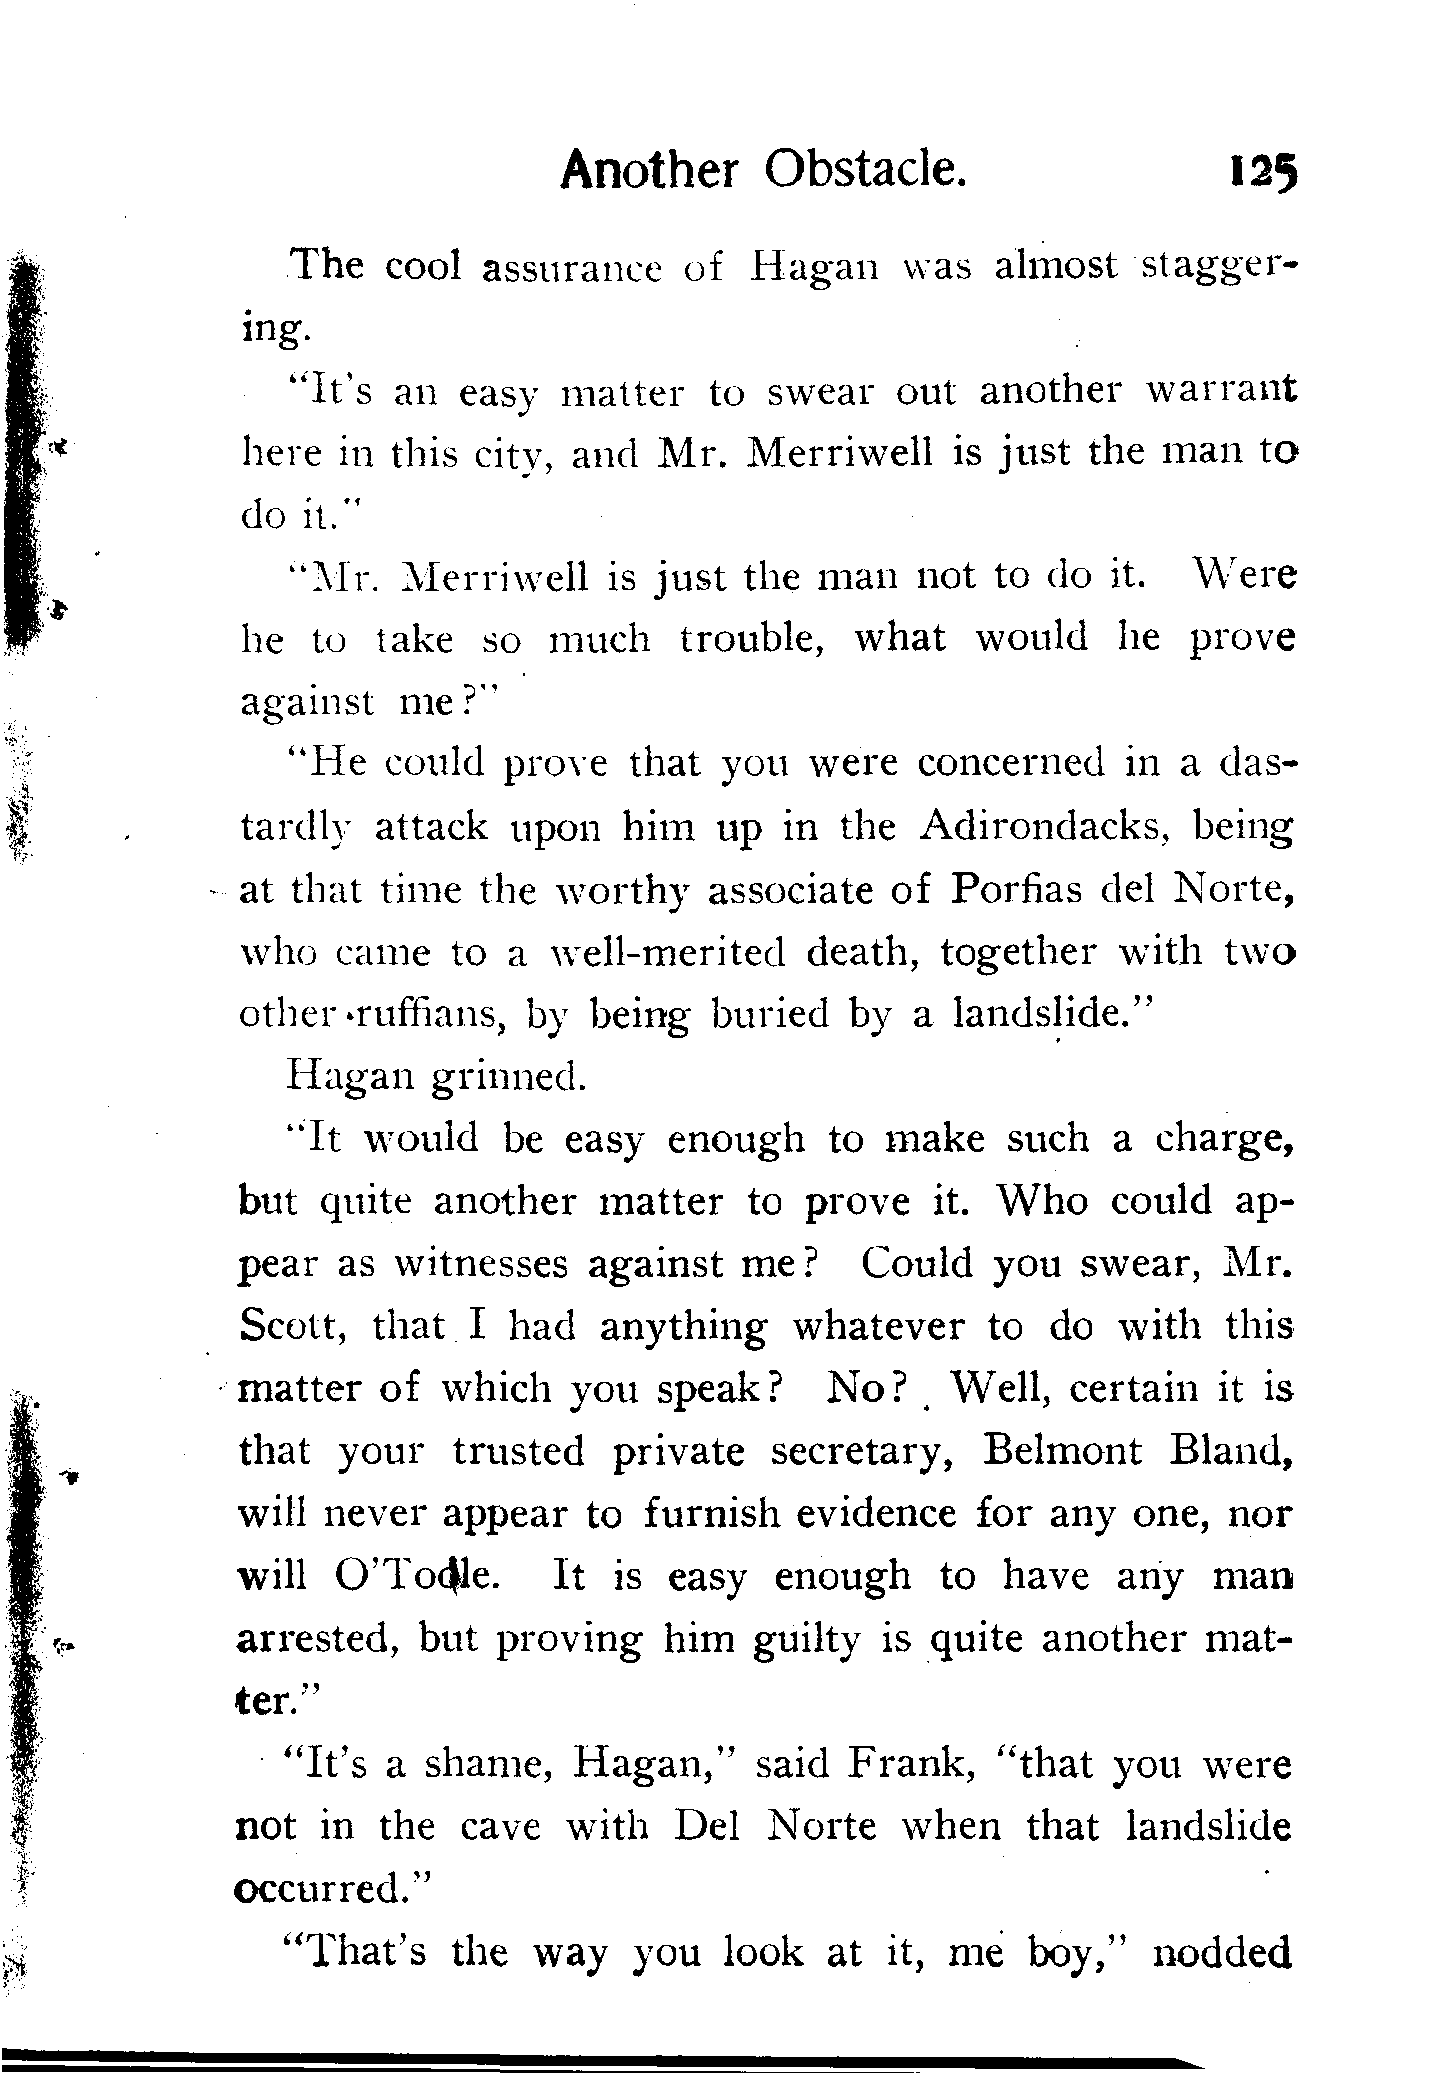 Another Obstacle. 125
The cool assurance of Hagan was almost stagger-
ing.
"It's an easy matter to swear out another warrant
here in this city, and Mr. Merriwell is just the man to
do it."
"Mr. Merriwell is just the man not to do it. Were
he to take so much trouble, what would he prove
against me?"
"He could prove that you were concerned in a das-
tardly attack upon him up in the Adirondacks, being
at that time the worthy associate of Porfias del Norte,
who came to a well-merited death, together with two
other ruffians, by being buried by a landslide."
Hagan grinned.
"It would be easy enough to make such a charge,
but quite another matter to prove it. Who could ap-
pear as witnesses against me? Could you swear, Mr.
Scott, that I had anything whatever to do with this
matter of which you speak? No? Well, certain it is
that your trusted private secretary, Belmont Bland,
will never appear to furnish evidence for any one, nor
will O'Toole. It is easy enough to have any man
arrested, but proving him guilty is quite another mat-
ter."
"It's a shame, Hagan," said Frank, "that you were
not in the cave with Del Norte when that landslide
occurred."
"That's the way you look at it, me boy," nodded